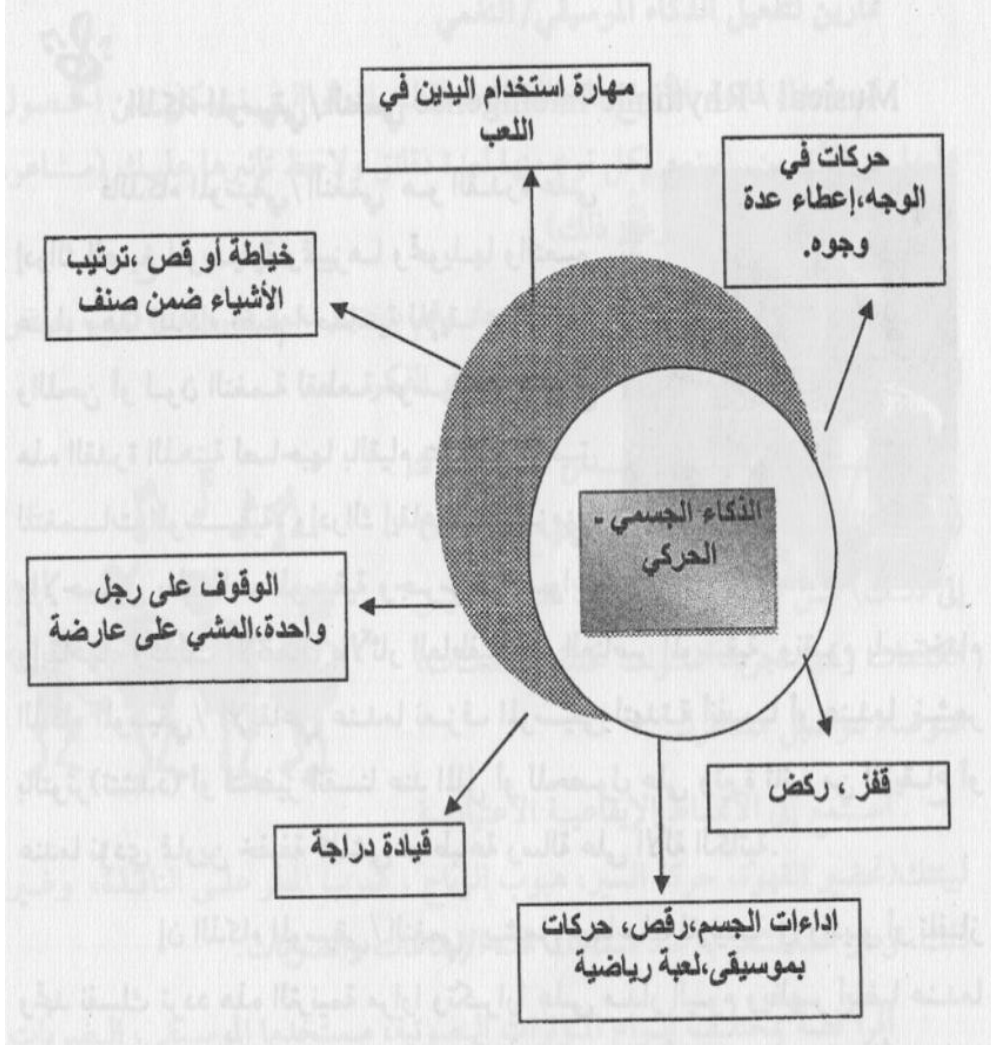 مهارة استخدام اليدين في
اللعب
حركات في
الوجه،إعطاء عدة
وجوه.
خياطة أو قص ،ترتيب
الأشياء ضمن صنف
الذكاء الجسمي -
الحركي
الوقوف على رجل
واحدة،المشي على عارضة
قفز ، ركض
قيادة دراجة
اداءات الجسم،رقص، حركات
بموسيقى،لعبة رياضية